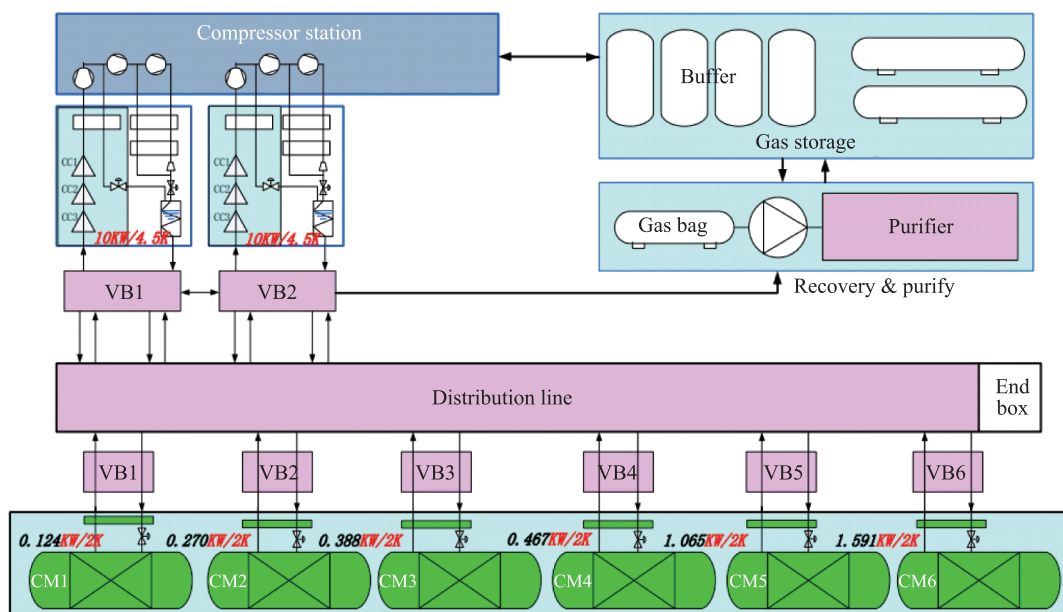 Compressor station
Buffer
Gas storage
CC1
CC2
CC3
10KW/4.5K
CC1
CC2
CC3
10KW/4.5K
Gas bag
Purifier
Recovery & purify
VB1
VB2
Distribution line
End
box
VB1
VB2
VB3
VB4
VB5
VB6
0.124KW/2K
0.270KW/2K
0.388KW/2K
0.467KW/2K
1.065KW/2K
1.591KW/2K
CM1
CM2
CM3
CM4
CM5
CM6